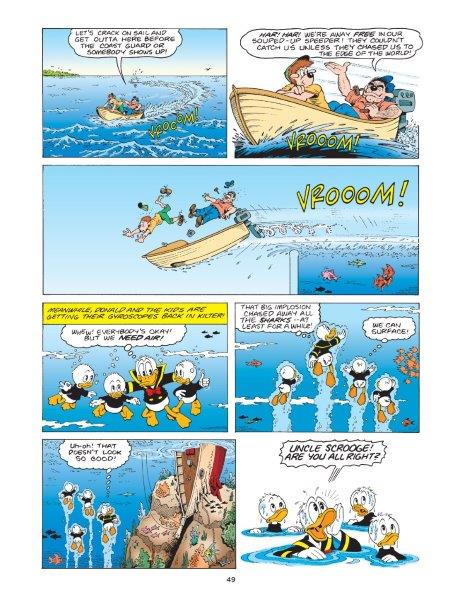 LET'S CRACK ON SAIL AND
GET OUTTA HERE BEFORE
THE COAST GUARD OR
SOMEBODY SHOWS UP!
VROOOM!
HAR! HAR! WE'RE AWAY FREE IN OUR
SOUPED-UP SPEEDER! THEY COULDN'T
CATCH US UNLESS THEY CHASED US TO
THE EDGE OF THE WORLD!
VROOOM!
VROOOM!
MEANWHILE, DONALD AND THE KIDS ARE
GETTING THEIR GYROSCOPES BACK IN KILTER!
WHEW! EVERYBODY'S OKAY!
BUT WE NEED AIR!
THAT BIG IMPLOSION
CHASED AWAY ALL
THE SHARKS -- AT
LEAST FOR A WHILE!
WE CAN
SURFACE!
UH-OH! THAT
DOESN'T LOOK
SO GOOD!
UNCLE SCROOGE!
ARE YOU ALL RIGHT?
49